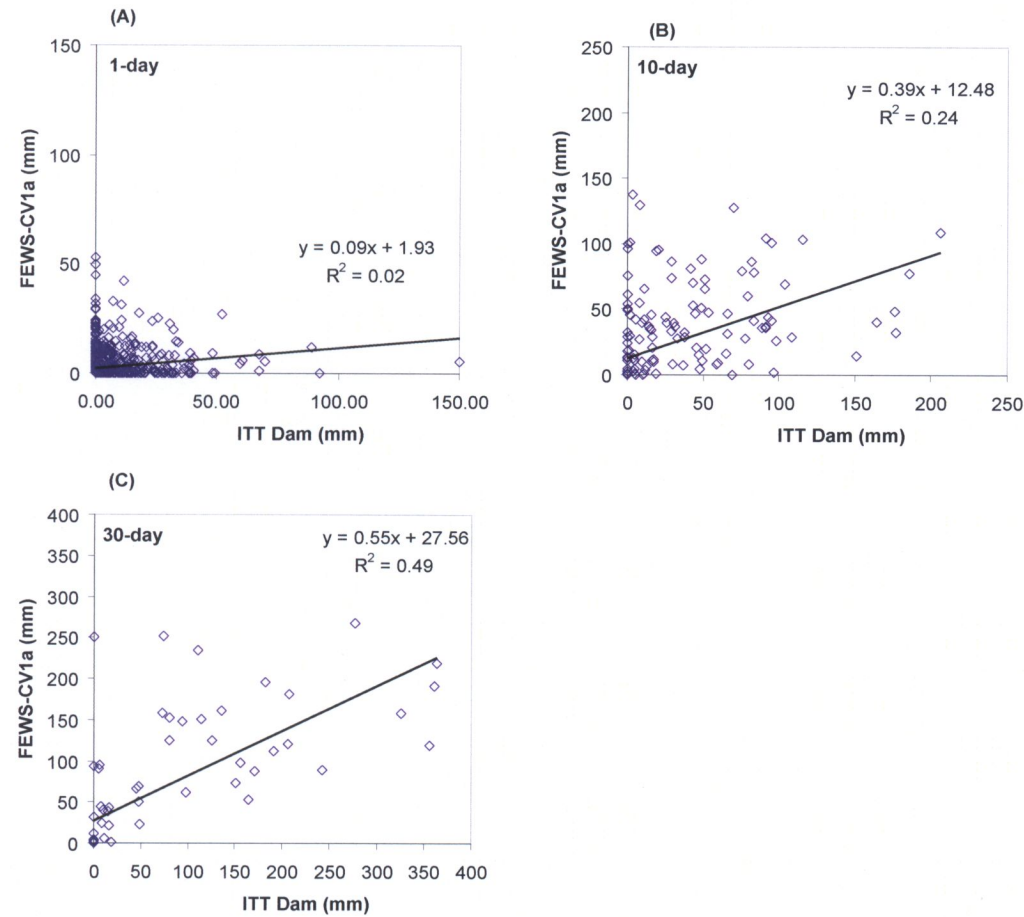 (A)
1-day
y = 0.09x + 1.93
R² = 0.02
150
100
50
0
0.00 50.00 100.00 150.00
FEWS-CV1a (mm)
ITT Dam (mm)
(B)
10-day
y = 0.39x + 12.48
R² = 0.24
250
200
150
100
50
0
0 50 100 150 200 250
FEWS-CV1a (mm)
ITT Dam (mm)
(C)
30-day
y = 0.55x + 27.56
R² = 0.49
400
350
300
250
200
150
100
50
0
0 50 100 150 200 250 300 350 400
FEWS-CV1a (mm)
ITT Dam (mm)